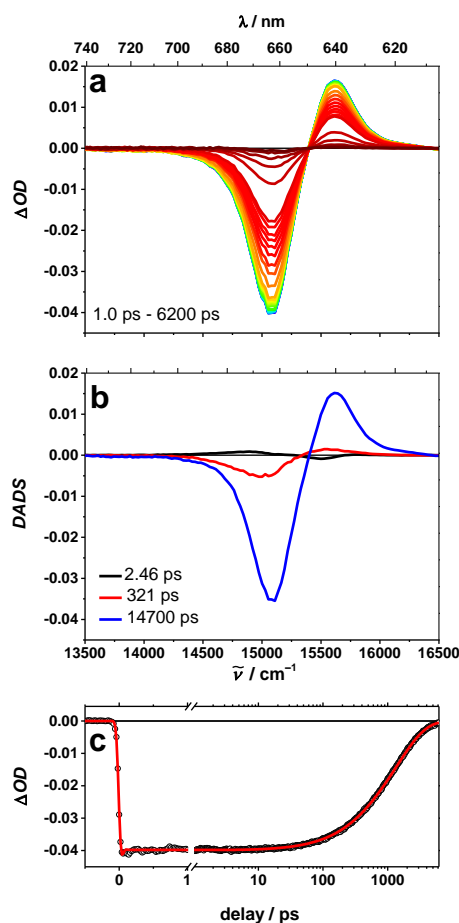 λ / nm
740 720 700 680 660 640 620
a
0.02
0.01
0.00
-0.01
-0.02
-0.03
-0.04
ΔOD
1.0 ps - 6200 ps
b
0.02
0.01
0.00
-0.01
-0.02
-0.03
-0.04
DADS
2.46 ps
321 ps
14700 ps
13500 14000 14500 15000 15500 16000 16500
ν̃ / cm⁻¹
c
0.00
-0.01
-0.02
-0.03
-0.04
ΔOD
0 1 10 100 1000
delay / ps